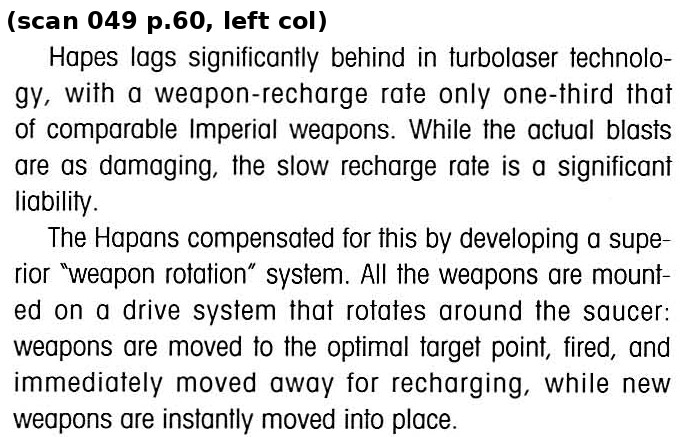 (scan 049 p.60, left col)
Hapes lags significantly behind in turbolaser technolo-
gy, with a weapon-recharge rate only one-third that
of comparable Imperial weapons. While the actual blasts
are as damaging, the slow recharge rate is a significant
liability.
The Hapans compensated for this by developing a supe-
rior "weapon rotation" system. All the weapons are mount-
ed on a drive system that rotates around the saucer:
weapons are moved to the optimal target point, fired, and
immediately moved away for recharging, while new
weapons are instantly moved into place.